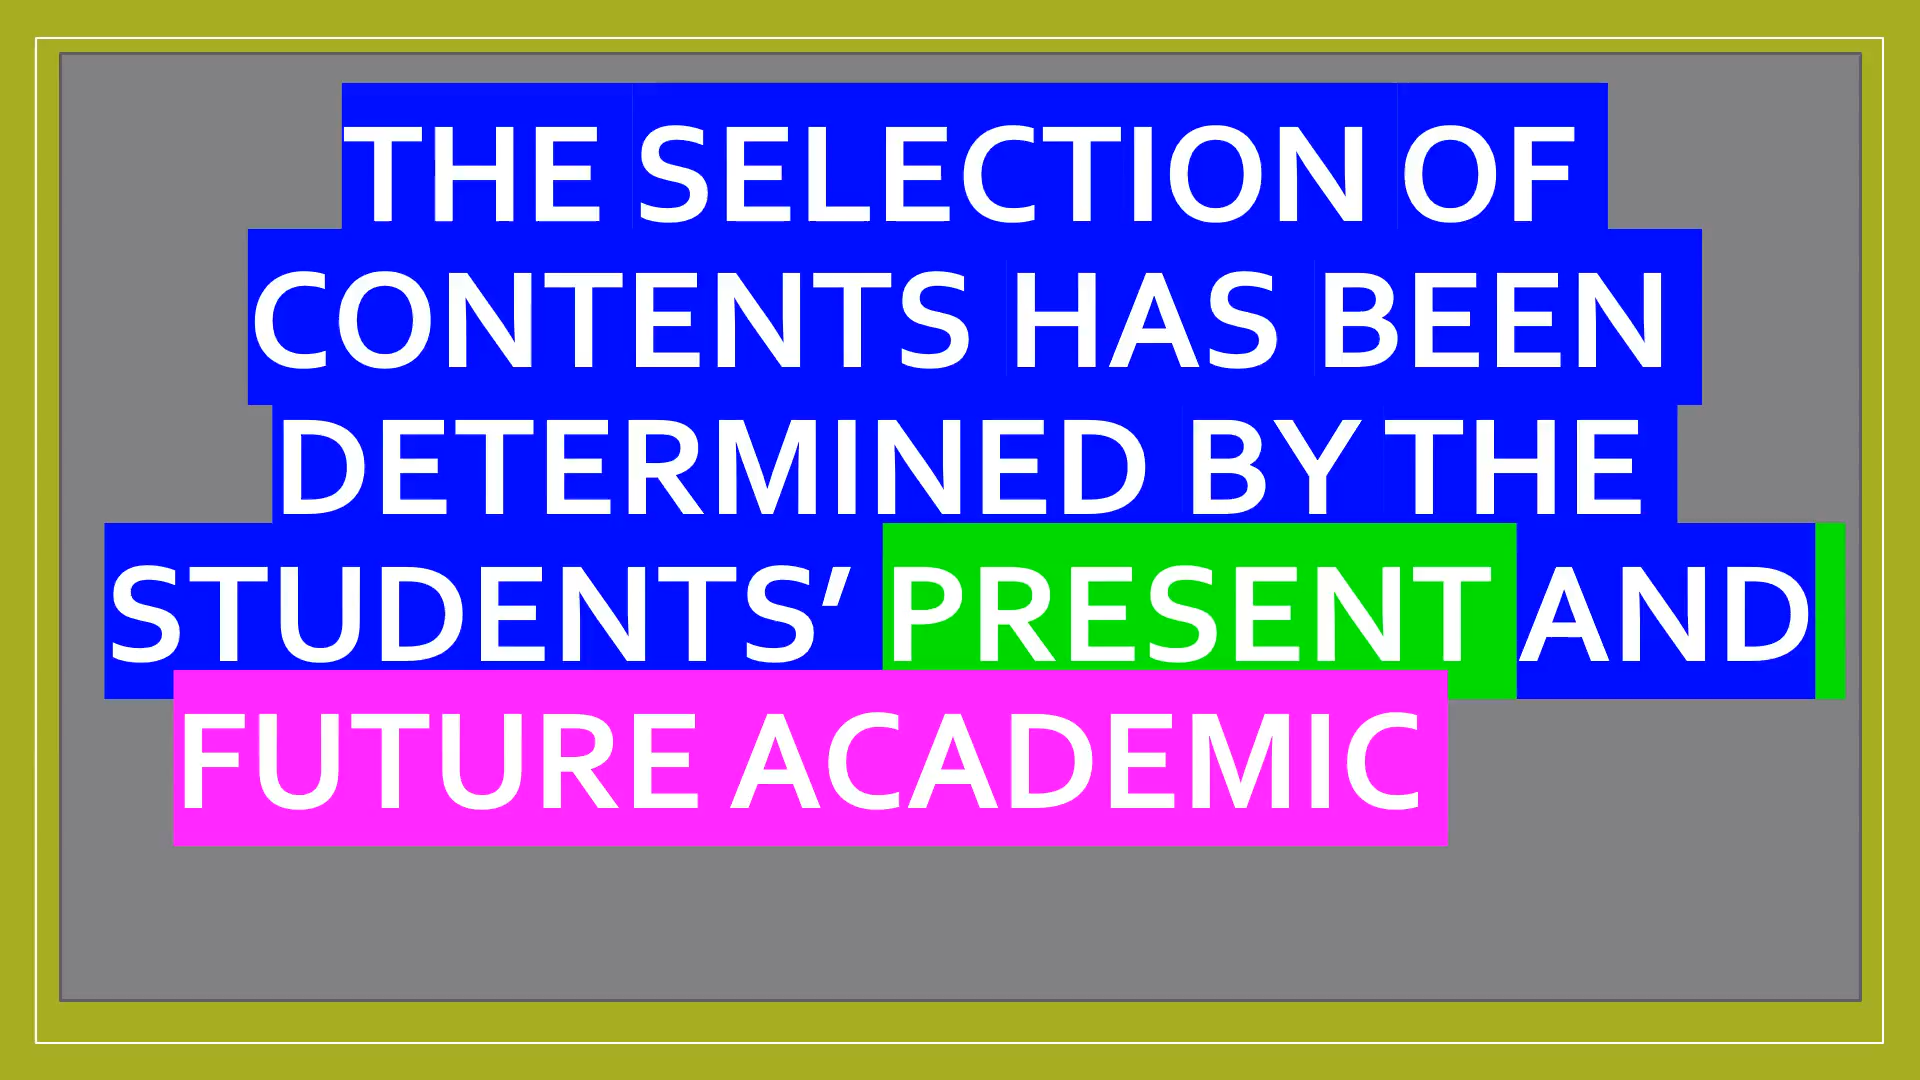 THE SELECTION OF
CONTENTS HAS BEEN
DETERMINED BY THE
STUDENTS’ PRESENT AND
FUTURE ACADEMIC